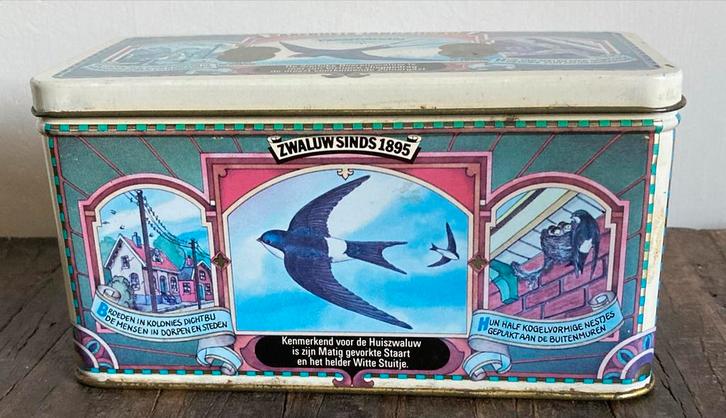 ZWALUW SINDS 1895
BROEDEN IN KOLONIES DICHTBIJ
DE MENSEN IN DORPEN EN STEDEN
HUN HALF KOGELVORMIGE NESTJES
GEPLAKT AAN DE BUITENMUREN
Kenmerkend voor de Huiszwaluw
is zijn Matig gevorkte Staart
en het helder Witte Stuitje.